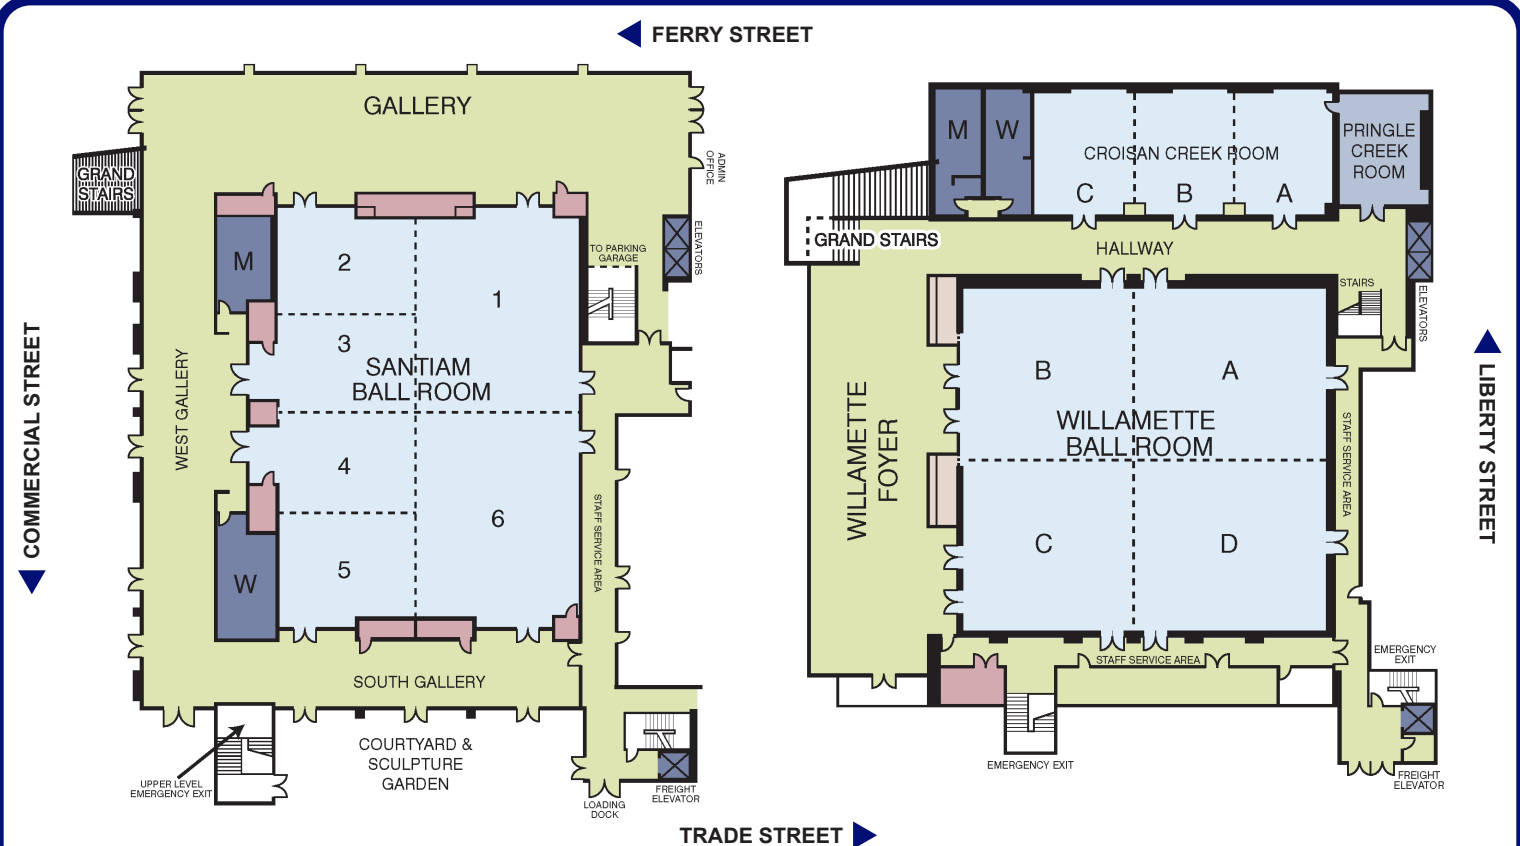 FERRY STREET
GALLERY
ADMIN
OFFICE
GRAND
STAIRS
ELEVATORS
TO PARKING
GARAGE
M
2
1
3
SANTIAM
BALL ROOM
WEST GALLERY
4
6
5
W
STAFF SERVICE AREA
SOUTH GALLERY
COURTYARD &
SCULPTURE
GARDEN
UPPER LEVEL
EMERGENCY EXIT
LOADING
DOCK
FREIGHT
ELEVATOR
COMMERCIAL STREET
M
W
CROISAN CREEK ROOM
C
B
A
PRINGLE
CREEK
ROOM
GRAND STAIRS
HALLWAY
STAIRS
ELEVATORS
B
A
WILLAMETTE
BALL ROOM
WILLAMETTE
FOYER
C
D
STAFF SERVICE AREA
STAFF SERVICE AREA
EMERGENCY
EXIT
EMERGENCY EXIT
FREIGHT
ELEVATOR
LIBERTY STREET
TRADE STREET